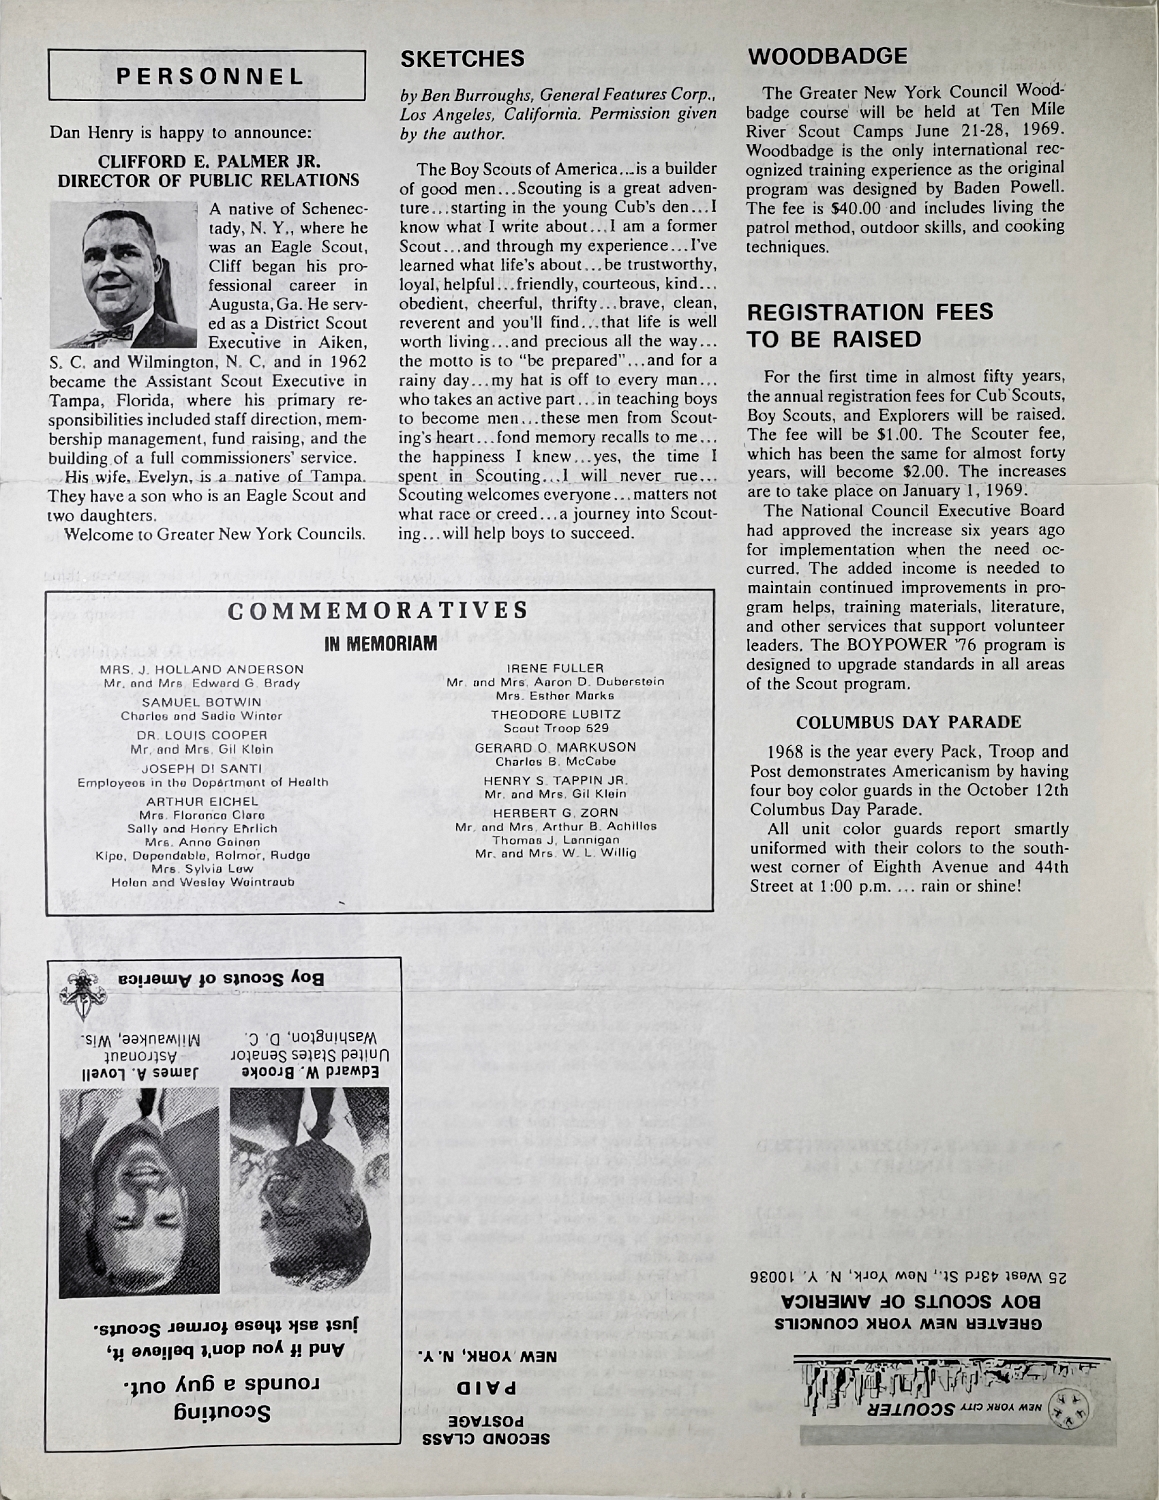 PERSONNEL
Dan Henry is happy to announce:
CLIFFORD E. PALMER JR.
DIRECTOR OF PUBLIC RELATIONS
A native of Schenec-
tady, N. Y., where he
was an Eagle Scout,
Cliff began his pro-
fessional career in
Augusta, Ga. He serv-
ed as a District Scout
Executive in Aiken,
S. C. and Wilmington, N. C. and in 1962
became the Assistant Scout Executive in
Tampa, Florida, where his primary re-
sponsibilities included staff direction, mem-
bership management, fund raising, and the
building of a full commissioners' service.
His wife, Evelyn, is a native of Tampa.
They have a son who is an Eagle Scout and
two daughters.
Welcome to Greater New York Councils.
SKETCHES
by Ben Burroughs, General Features Corp.,
Los Angeles, California. Permission given
by the author.
The Boy Scouts of America...is a builder
of good men...Scouting is a great adven-
ture...starting in the young Cub's den...I
know what I write about...I am a former
Scout...and through my experience...I've
learned what life's about...be trustworthy,
loyal, helpful...friendly, courteous, kind...
obedient, cheerful, thrifty...brave, clean,
reverent and you'll find...that life is well
worth living...and precious all the way...
the motto is to "be prepared"...and for a
rainy day...my hat is off to every man...
who takes an active part...in teaching boys
to become men...these men from Scout-
ing's heart...fond memory recalls to me...
the happiness I knew...yes, the time I
spent in Scouting...I will never rue...
Scouting welcomes everyone...matters not
what race or creed...a journey into Scout-
ing...will help boys to succeed.
WOODBADGE
The Greater New York Council Wood-
badge course will be held at Ten Mile
River Scout Camps June 21-28, 1969.
Woodbadge is the only international rec-
ognized training experience as the original
program was designed by Baden Powell.
The fee is $40.00 and includes living the
patrol method, outdoor skills, and cooking
techniques.
REGISTRATION FEES
TO BE RAISED
For the first time in almost fifty years,
the annual registration fees for Cub Scouts,
Boy Scouts, and Explorers will be raised.
The fee will be $1.00. The Scouter fee,
which has been the same for almost forty
years, will become $2.00. The increases
are to take place on January 1, 1969.
The National Council Executive Board
had approved the increase six years ago
for implementation when the need oc-
curred. The added income is needed to
maintain continued improvements in pro-
gram helps, training materials, literature,
and other services that support volunteer
leaders. The BOYPOWER '76 program is
designed to upgrade standards in all areas
of the Scout program.
COLUMBUS DAY PARADE
1968 is the year every Pack, Troop and
Post demonstrates Americanism by having
four boy color guards in the October 12th
Columbus Day Parade.
All unit color guards report smartly
uniformed with their colors to the south-
west corner of Eighth Avenue and 44th
Street at 1:00 p.m. ... rain or shine!
COMMEMORATIVES
IN MEMORIAM
MRS. J. HOLLAND ANDERSON
Mr. and Mrs. Edward G. Brady
SAMUEL BOTWIN
Charles and Sadie Winter
DR. LOUIS COOPER
Mr. and Mrs. Gil Klein
JOSEPH DI SANTI
Employees in the Department of Health
ARTHUR EICHEL
Mrs. Florence Clare
Sally and Henry Ehrlich
Mrs. Anne Gainen
Kipe, Dependable, Rolmor, Rudge
Mrs. Sylvia Law
Helen and Wesley Weintraub
IRENE FULLER
Mr. and Mrs. Aaron D. Duberstein
Mrs. Esther Marks
THEODORE LUBITZ
Scout Troop 529
GERARD O. MARKUSON
Charles B. McCabe
HENRY S. TAPPIN JR.
Mr. and Mrs. Gil Klein
HERBERT G. ZORN
Mr. and Mrs. Arthur B. Achilles
Thomas J. Lannigan
Mr. and Mrs. W. L. Willig
Scouting
rounds a guy out.
And if you don't believe it,
just ask these former Scouts.
Edward W. Brooke
United States Senator
Washington, D. C.
James A. Lovell
Astronaut
Milwaukee, Wis.
Boy Scouts of America
SECOND CLASS
POSTAGE
PAID
NEW YORK, N. Y.
NEW YORK CITY SCOUTER
GREATER NEW YORK COUNCILS
BOY SCOUTS OF AMERICA
25 West 43rd St., New York, N. Y. 10036